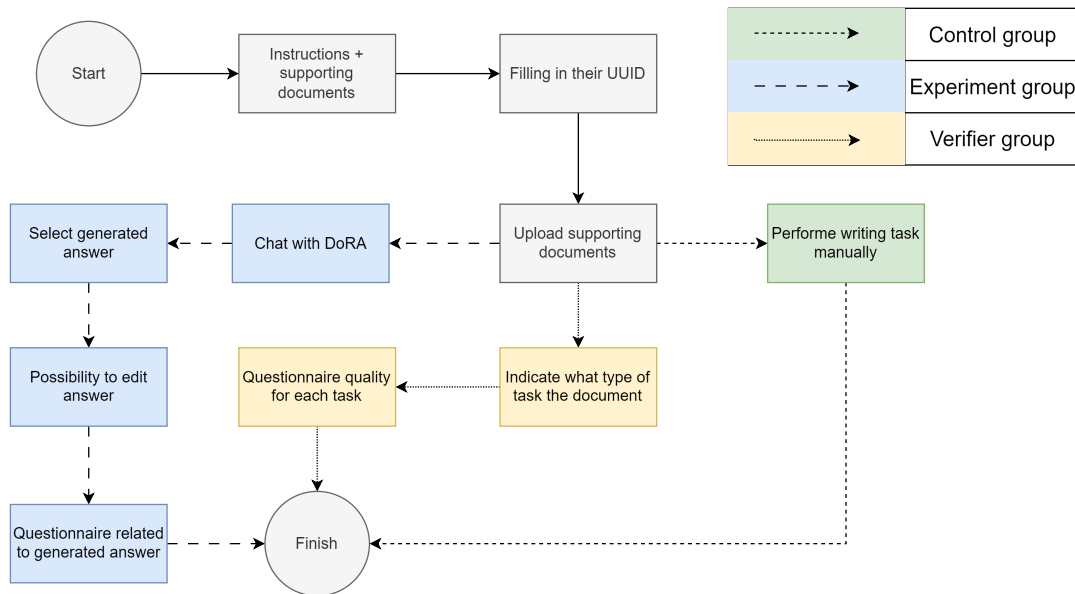 Start
Instructions +
supporting
documents
Filling in their UUID
Control group
Experiment group
Verifier group
Select generated
answer
Chat with DoRA
Upload supporting
documents
Performe writing task
manually
Possibility to edit
answer
Questionnaire quality
for each task
Indicate what type of
task the document
Questionnaire related
to generated answer
Finish